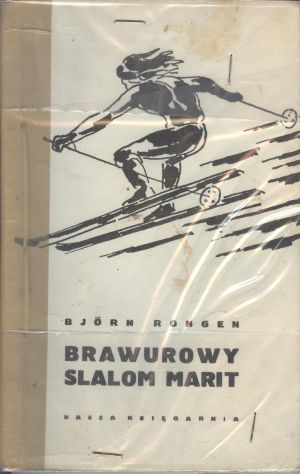 BJÖRN RONGEN
BRAWUROWY
SLALOM MARIT
NASZA KSIĘGARNIA